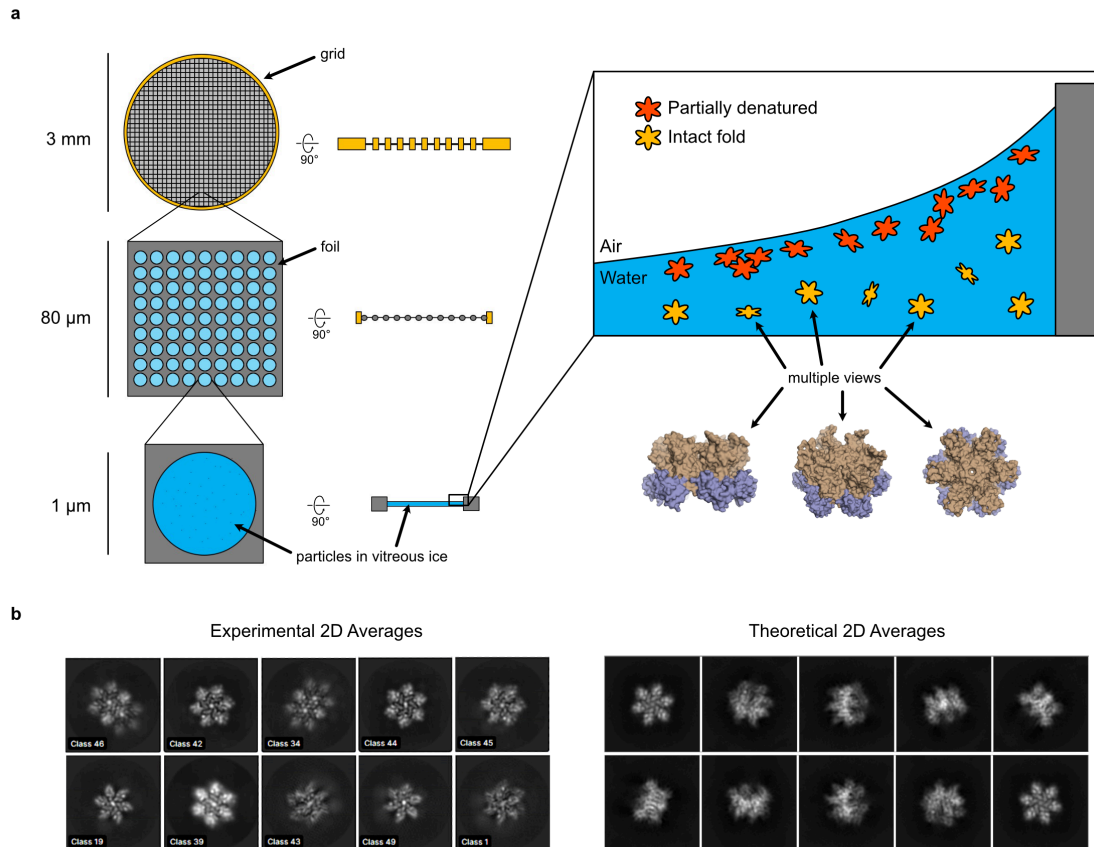 a
grid
3 mm
90°
Partially denatured
Intact fold
foil
Air
Water
80 µm
90°
multiple views
1 µm
90°
particles in vitreous ice
b
Experimental 2D Averages
Theoretical 2D Averages
Class 46
Class 42
Class 34
Class 44
Class 45
Class 19
Class 39
Class 43
Class 49
Class 1